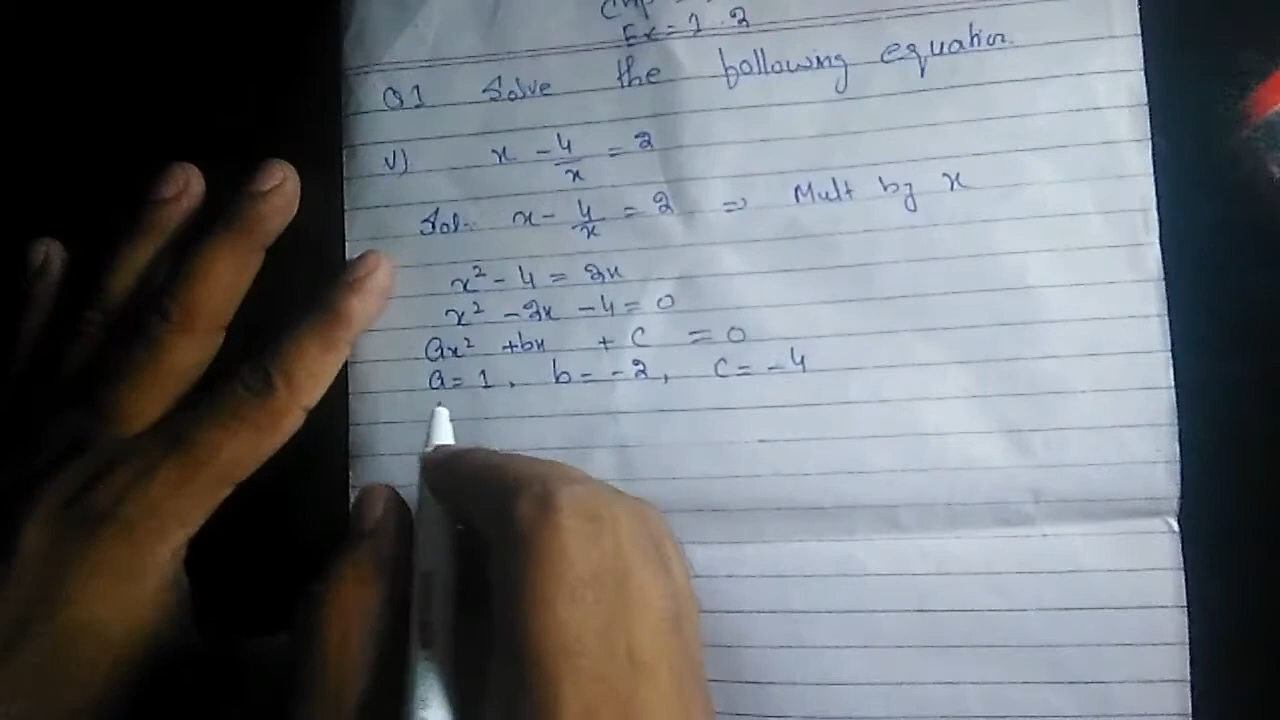 Ex = 1.2
Q1 Solve the following equation.
v) x - 4/x = 2
Sol:- x - 4/x = 2 ⇒ Mult by x
x² - 4 = 2x
x² - 2x - 4 = 0
ax² + bx + c = 0
a = 1, b = -2, c = -4